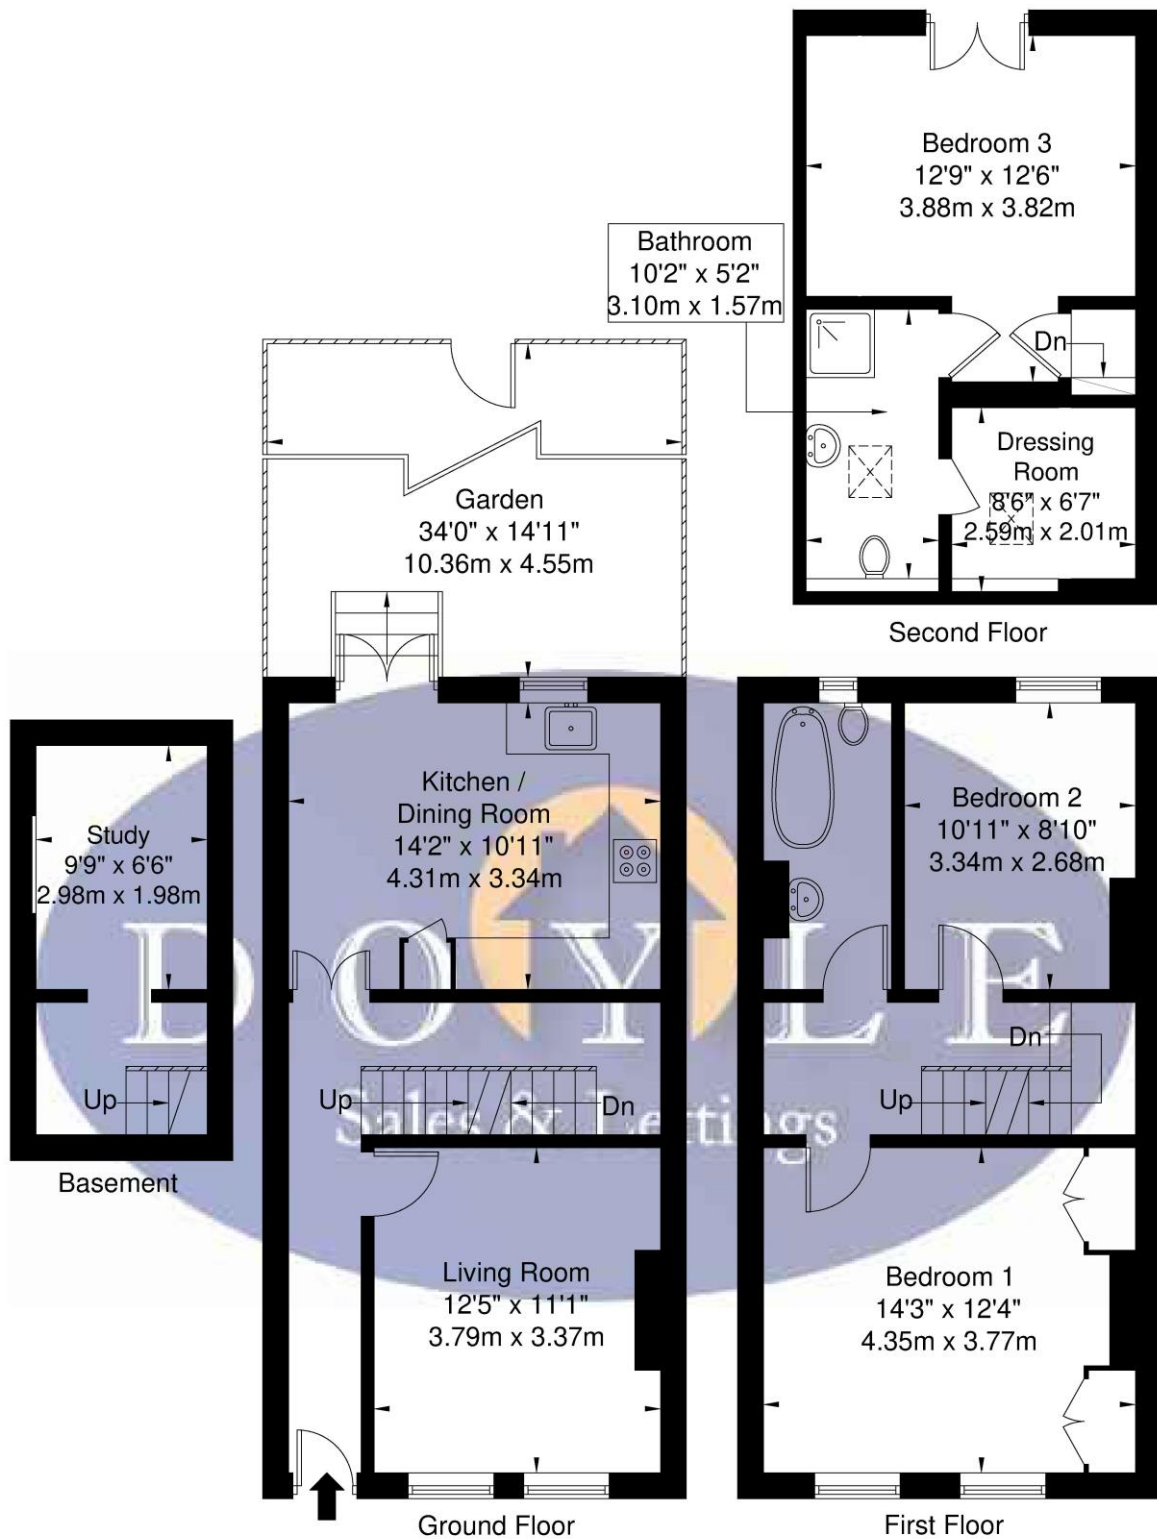 Bedroom 3
12'9" x 12'6"
3.88m x 3.82m
Bathroom
10'2" x 5'2"
3.10m x 1.57m
Dn
Dressing
Room
8'6" x 6'7"
2.59m x 2.01m
Second Floor
Garden
34'0" x 14'11"
10.36m x 4.55m
Kitchen /
Dining Room
14'2" x 10'11"
4.31m x 3.34m
Study
9'9" x 6'6"
2.98m x 1.98m
Up
Basement
Up
Dn
Living Room
12'5" x 11'1"
3.79m x 3.37m
Ground Floor
Bedroom 2
10'11" x 8'10"
3.34m x 2.68m
Dn
Up
Bedroom 1
14'3" x 12'4"
4.35m x 3.77m
First Floor
DOYLE
Sales & Lettings